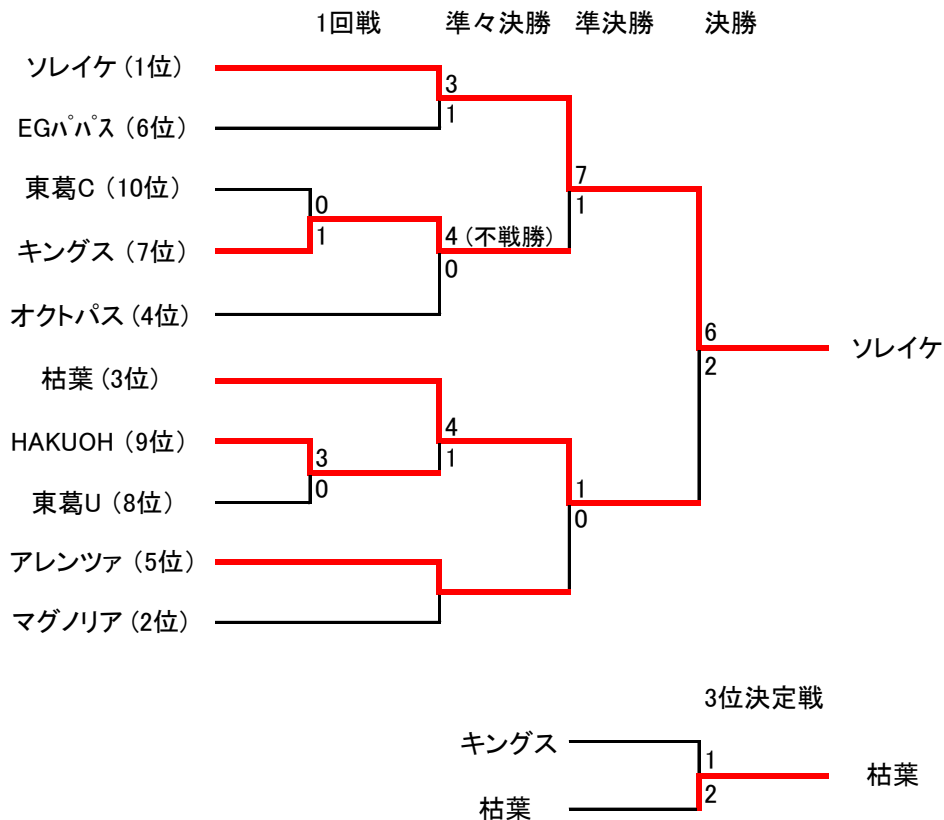 1回戦 準々決勝 準決勝 決勝
ソレイケ (1位)
3
1
EGパパス (6位)
7
1
東葛C (10位)
0
1
キングス (7位)
4 (不戦勝)
0
オクトパス (4位)
6
2
ソレイケ
枯葉 (3位)
4
1
HAKUOH (9位)
3
0
東葛U (8位)
1
0
アレンツァ (5位)
マグノリア (2位)
3位決定戦
キングス
1
2
枯葉
枯葉